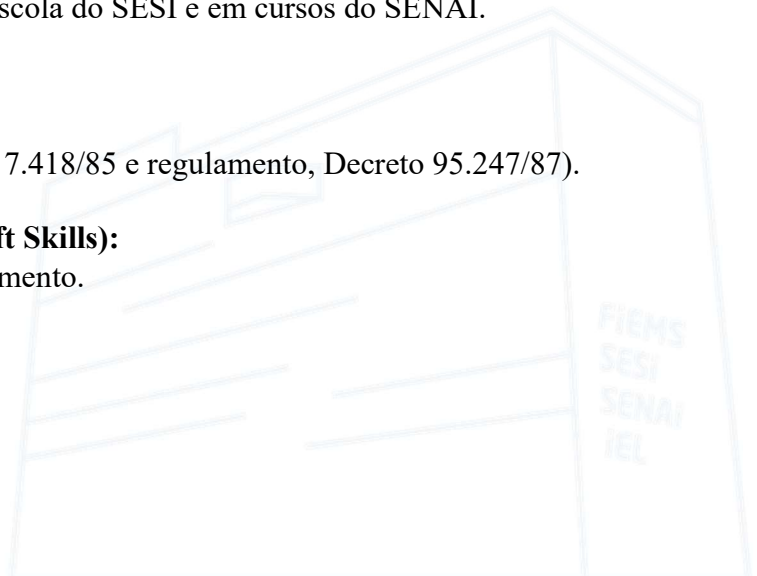 scola do SESI e em cursos do SENAI.
7.418/85 e regulamento, Decreto 95.247/87).
ft Skills):
mento.
FIEMS
SESI
SENAI
IEL